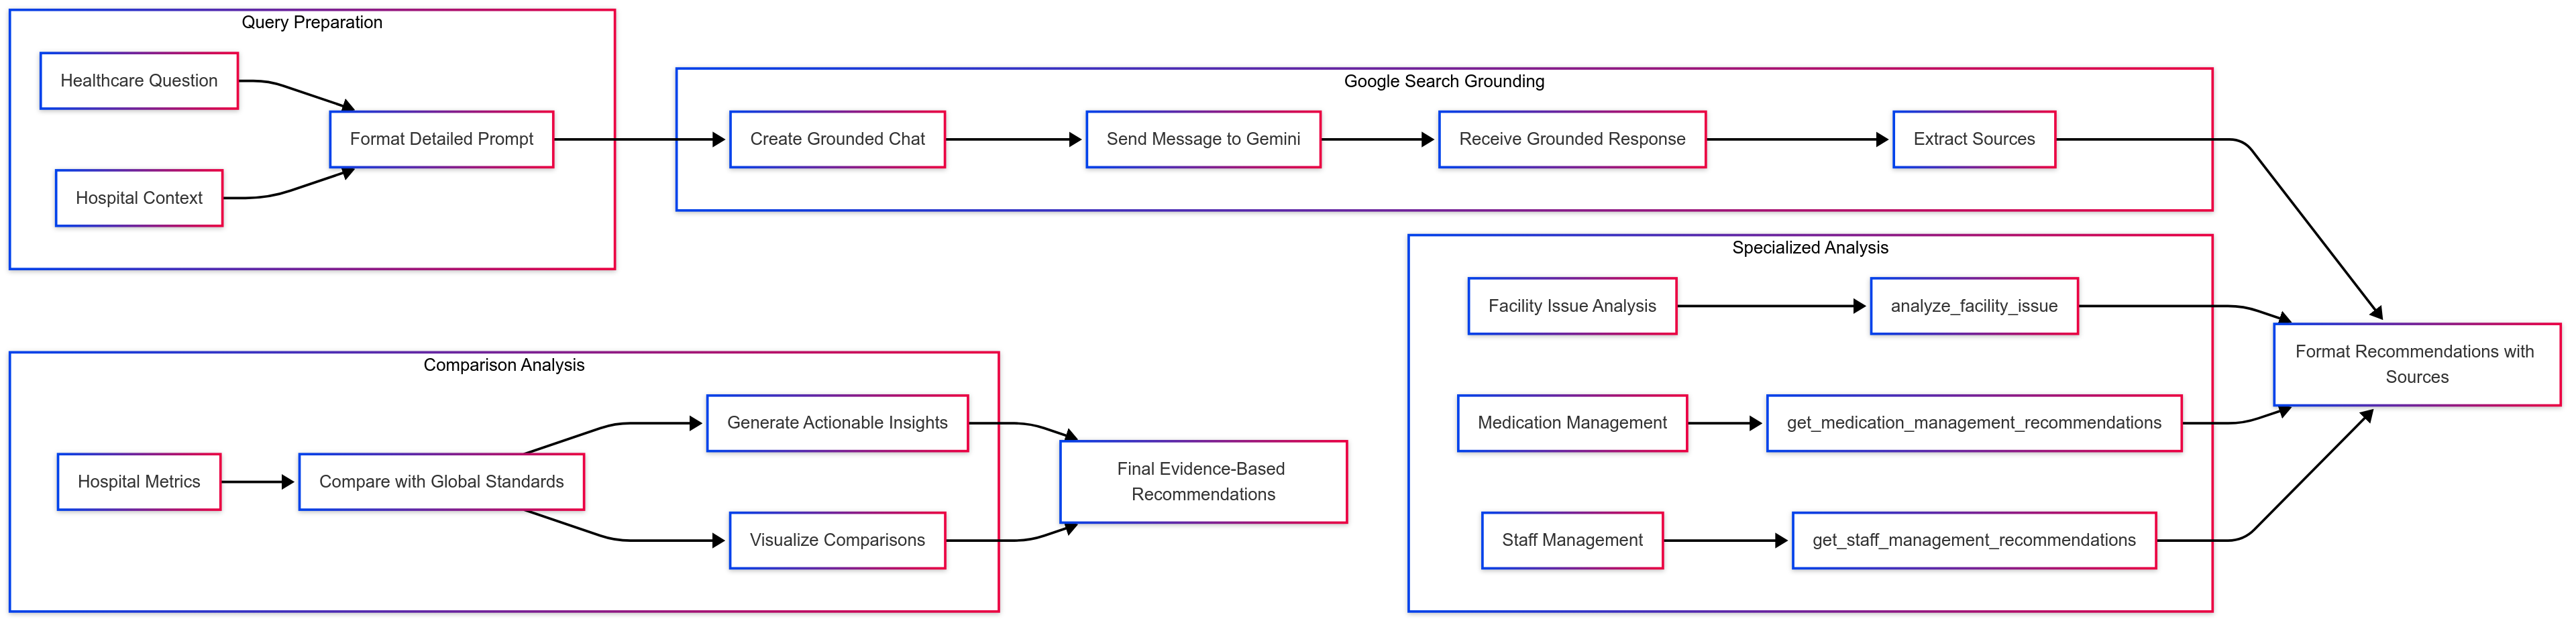 Query Preparation
Healthcare Question
Hospital Context
Format Detailed Prompt
Google Search Grounding
Create Grounded Chat
Send Message to Gemini
Receive Grounded Response
Extract Sources
Specialized Analysis
Facility Issue Analysis
analyze_facility_issue
Medication Management
get_medication_management_recommendations
Staff Management
get_staff_management_recommendations
Format Recommendations with
Sources
Comparison Analysis
Hospital Metrics
Compare with Global Standards
Generate Actionable Insights
Visualize Comparisons
Final Evidence-Based
Recommendations